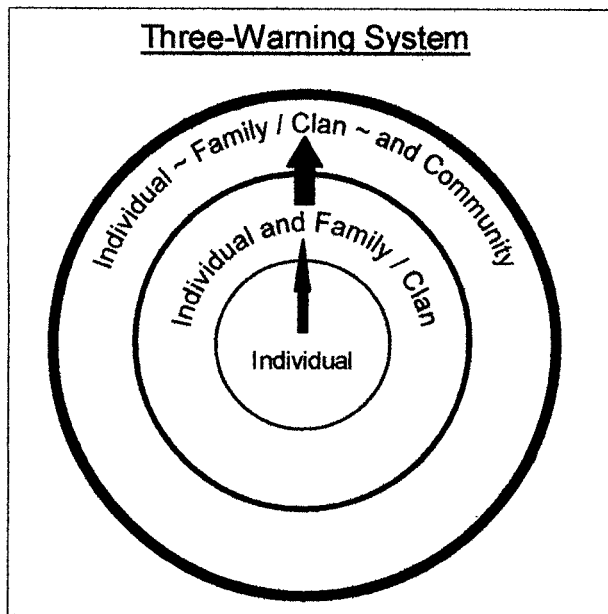 Three-Warning System
Individual ~ Family / Clan ~ and Community
Individual and Family / Clan
Individual